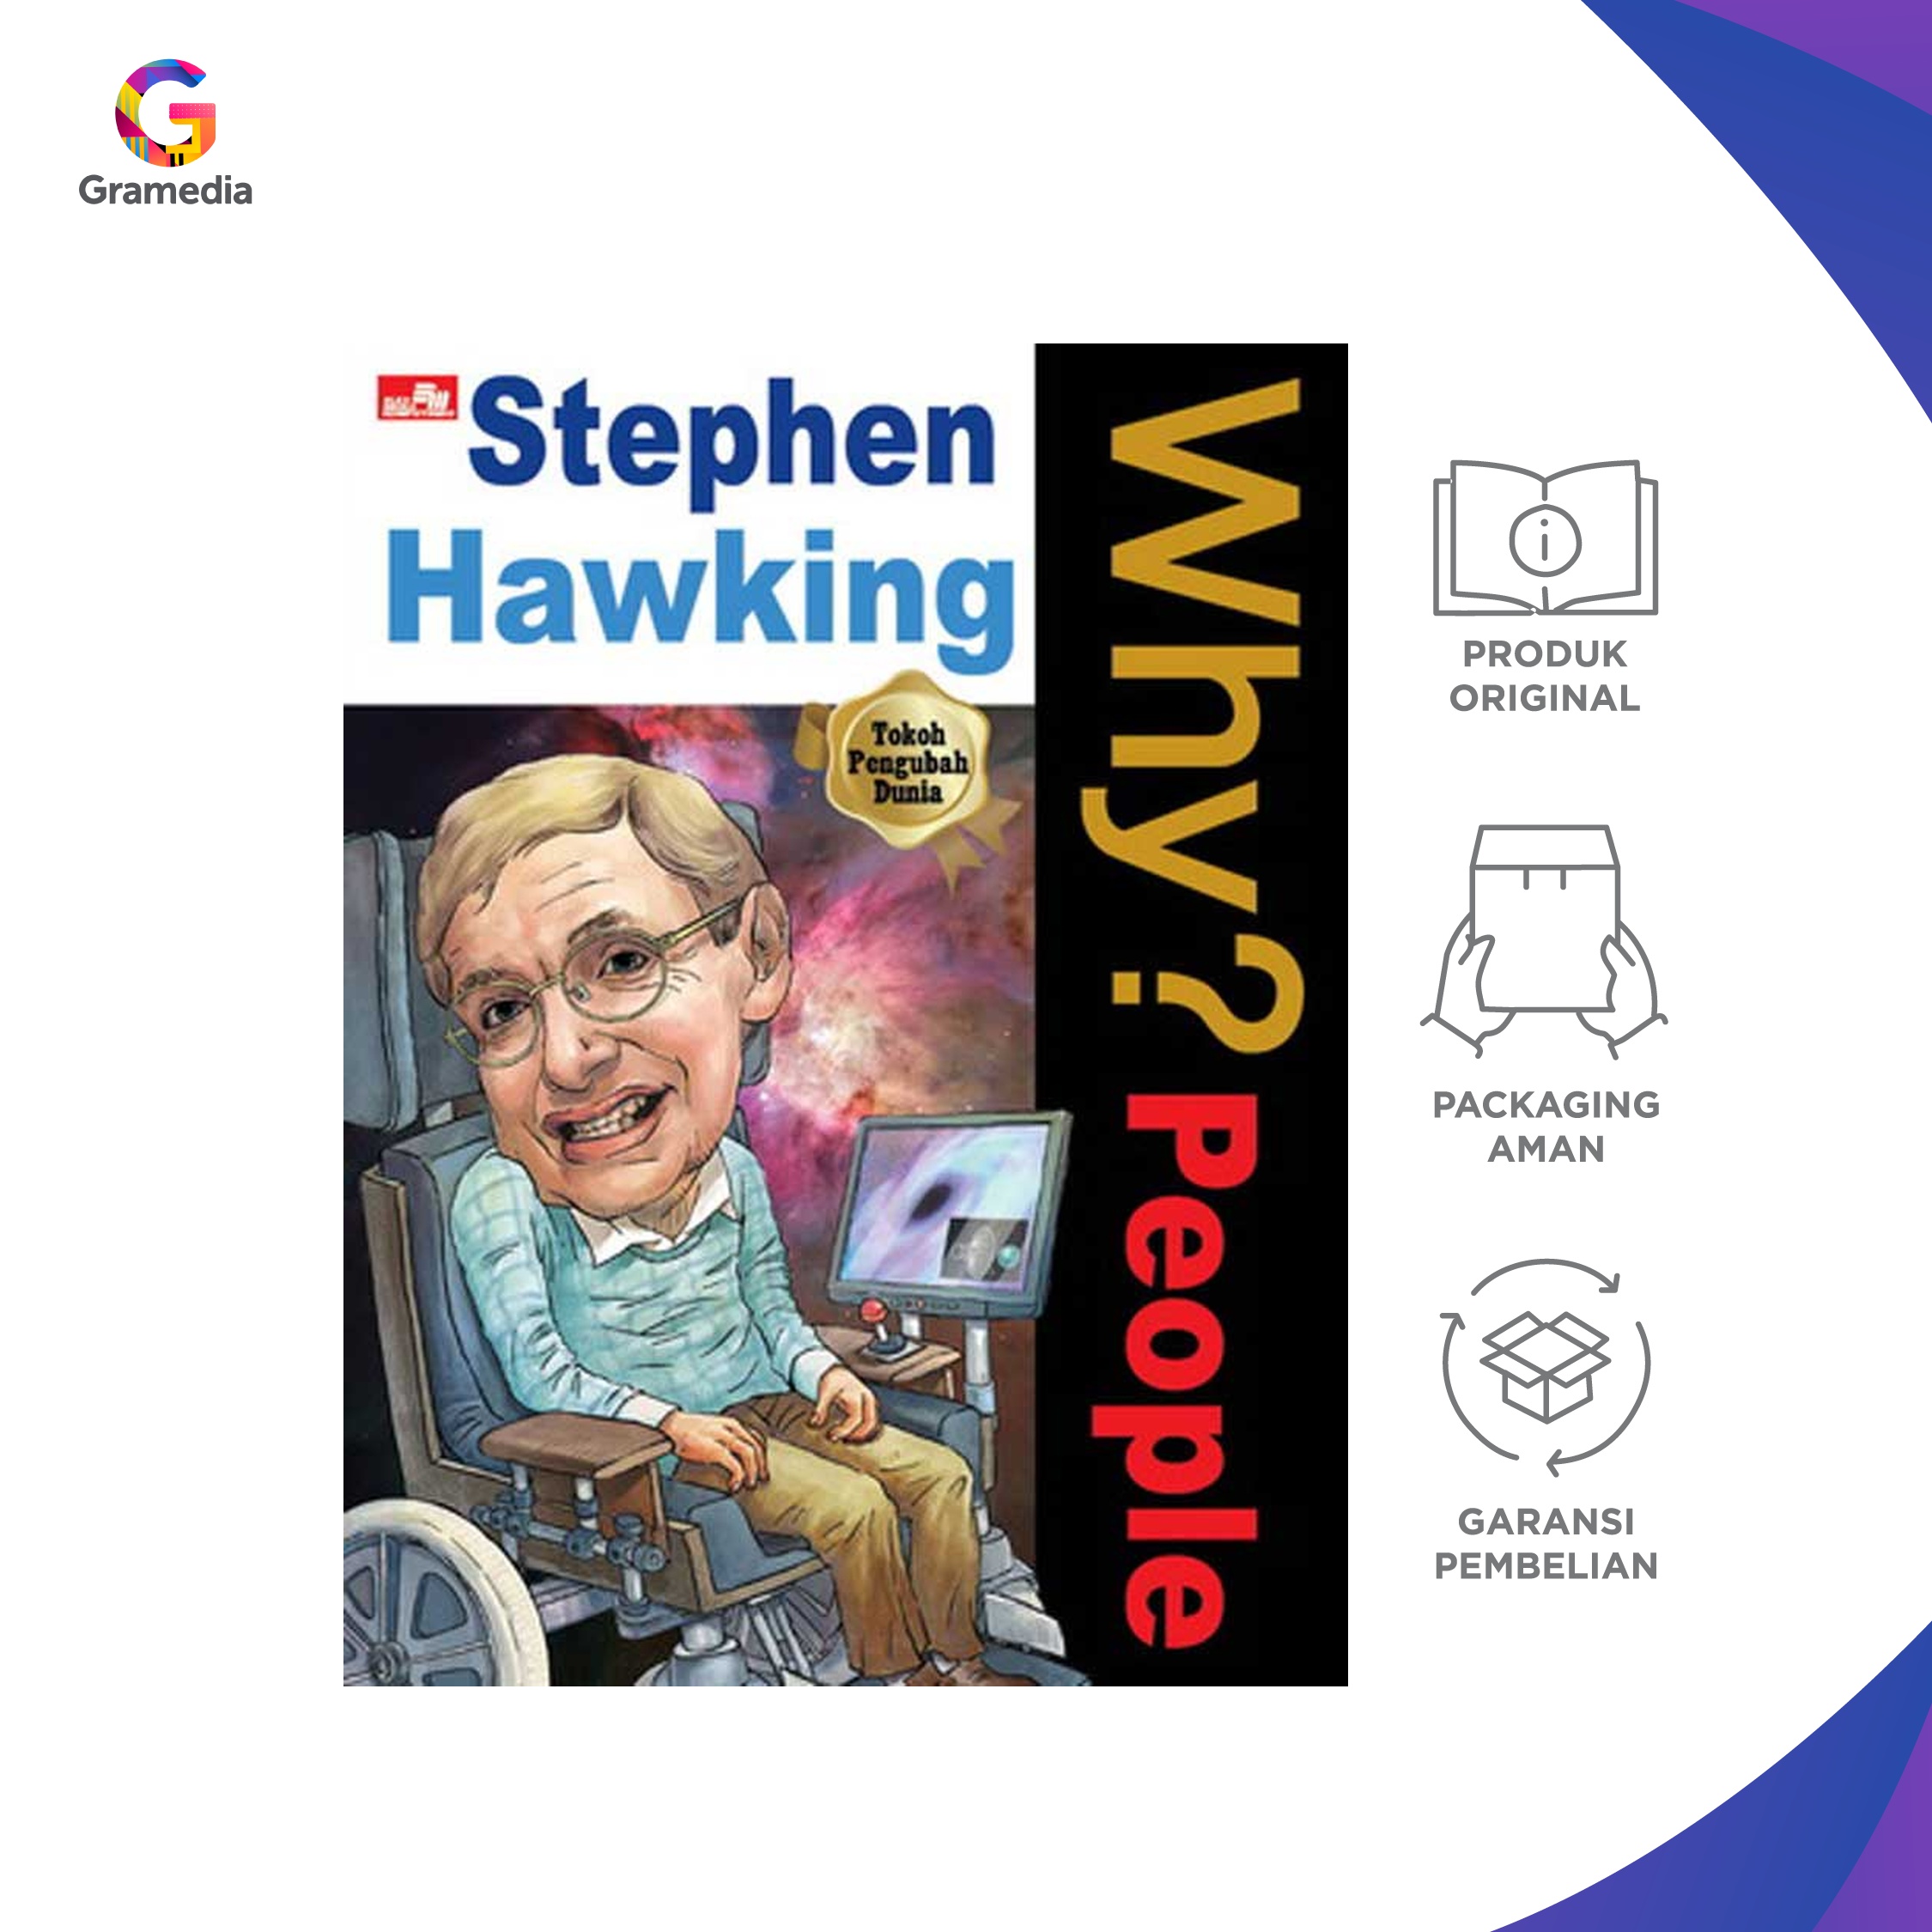 Gramedia
Stephen
Hawking
Tokoh
Pengubah
Dunia
Why? People
PRODUK
ORIGINAL
PACKAGING
AMAN
GARANSI
PEMBELIAN